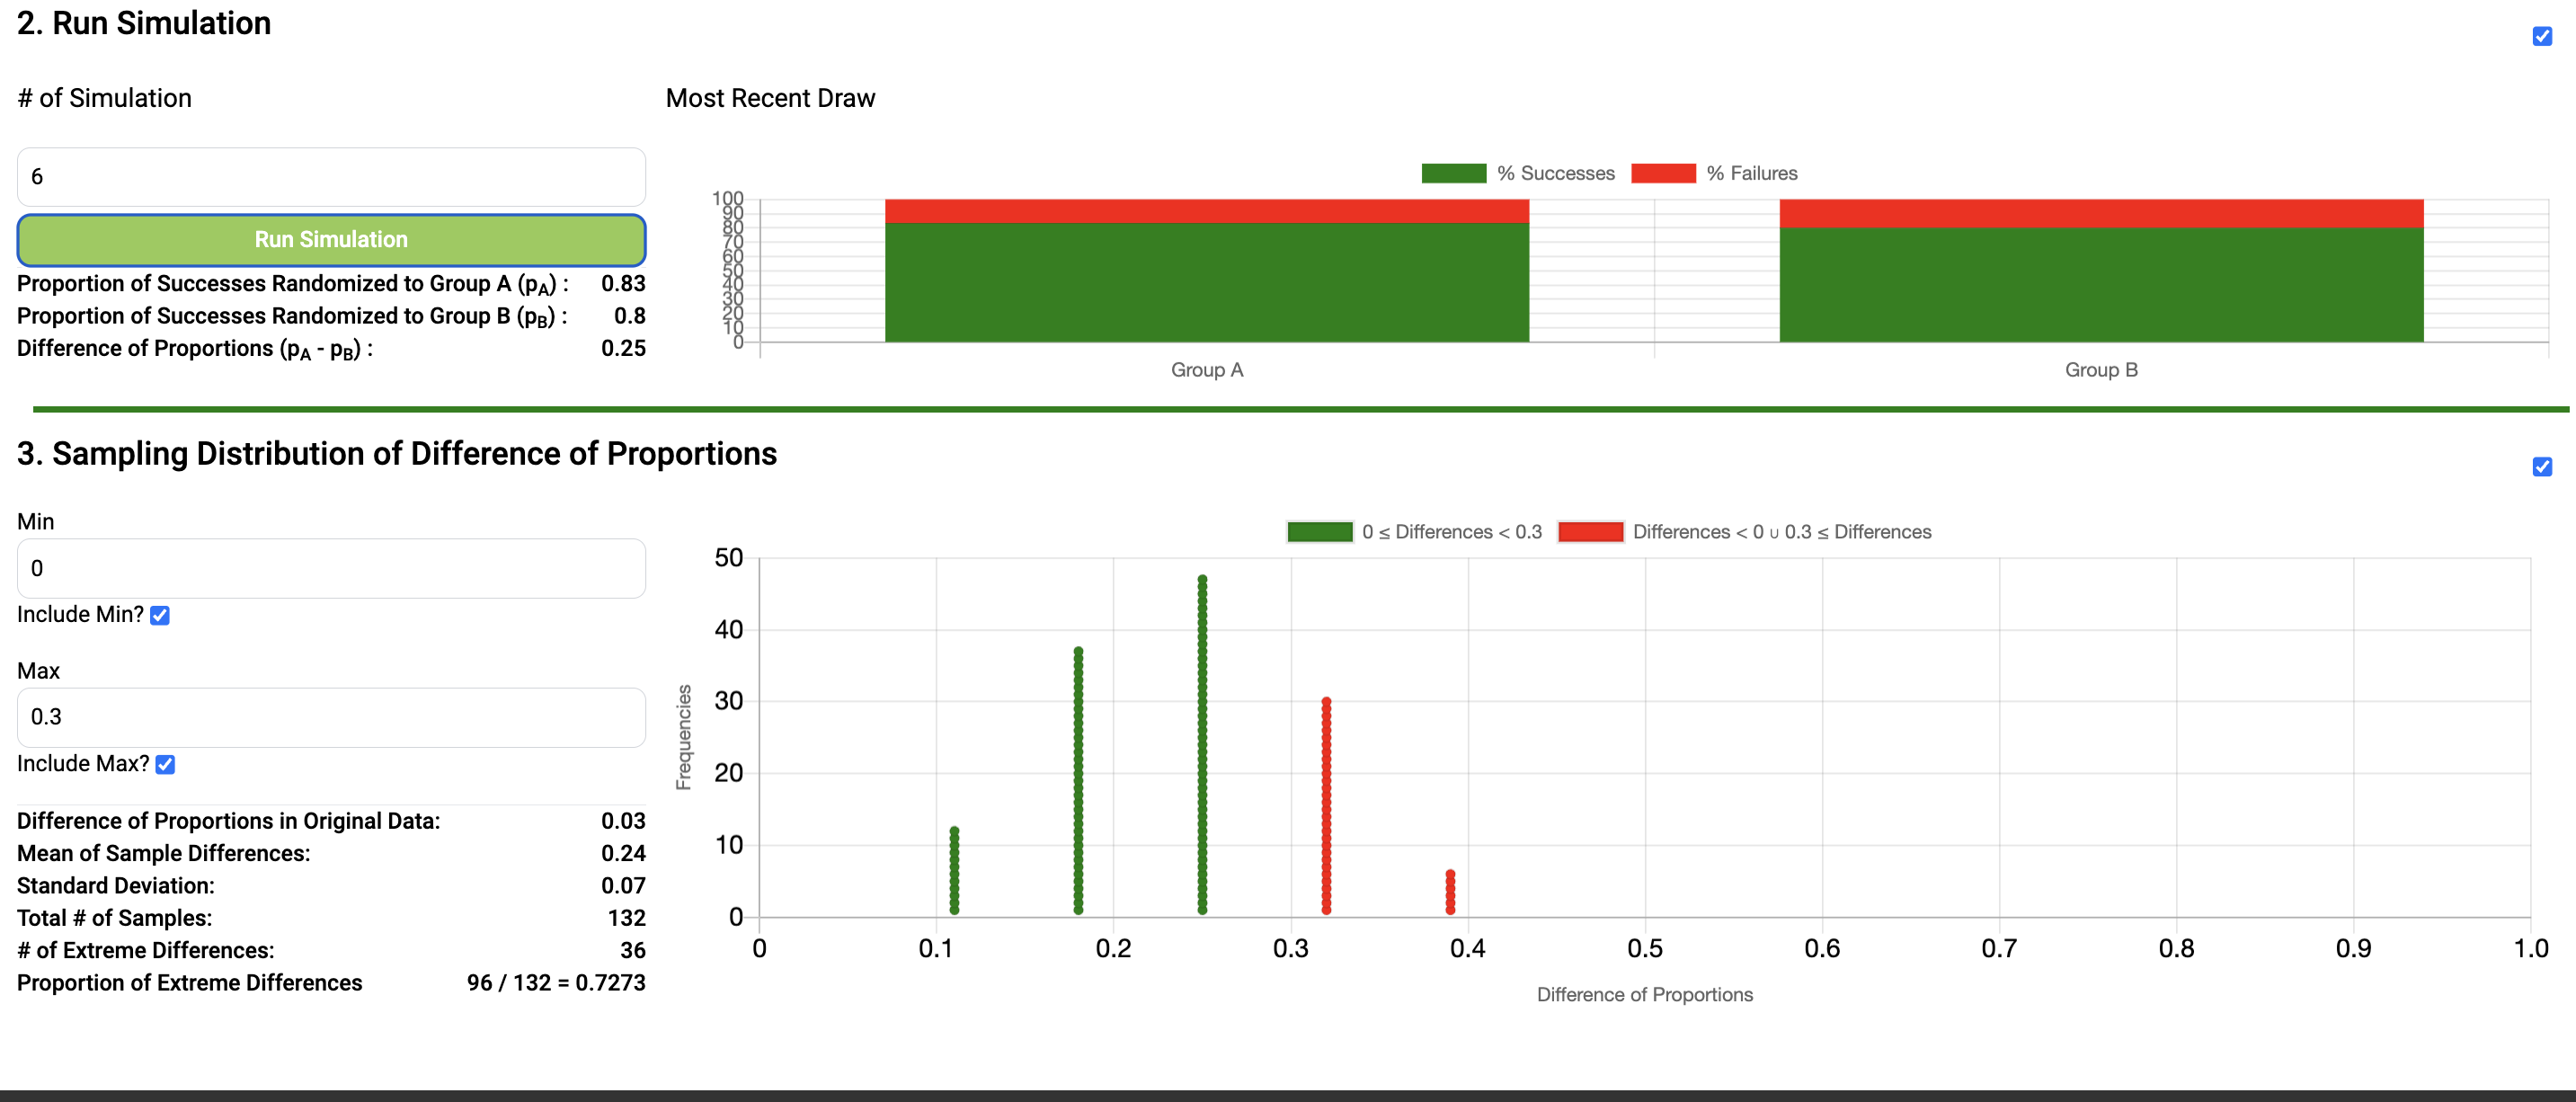 2. Run Simulation
# of Simulation
Most Recent Draw
6
Run Simulation
Proportion of Successes Randomized to Group A (pA) : 0.83
Proportion of Successes Randomized to Group B (pB) : 0.8
Difference of Proportions (pA - pB) : 0.25
% Successes % Failures
100
90
80
70
60
50
40
30
20
10
0
Group A Group B
3. Sampling Distribution of Difference of Proportions
Min
0
Include Min?
Max
0.3
Include Max?
Difference of Proportions in Original Data: 0.03
Mean of Sample Differences: 0.24
Standard Deviation: 0.07
Total # of Samples: 132
# of Extreme Differences: 36
Proportion of Extreme Differences 96 / 132 = 0.7273
0 ≤ Differences < 0.3 Differences < 0 ∪ 0.3 ≤ Differences
Frequencies
50
40
30
20
10
0
0 0.1 0.2 0.3 0.4 0.5 0.6 0.7 0.8 0.9 1.0
Difference of Proportions